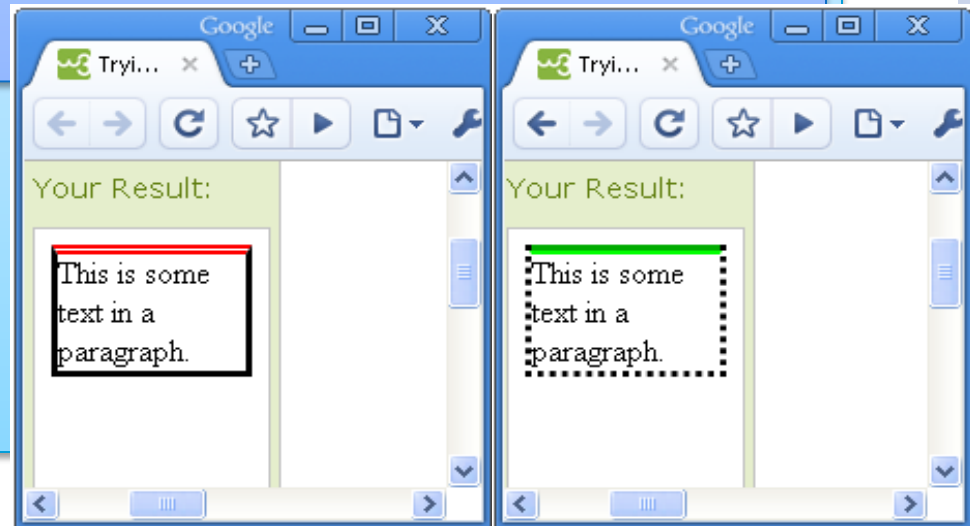 Google
Tryi...
Your Result:
This is some
text in a
paragraph.
Google
Tryi...
Your Result:
This is some
text in a
paragraph.